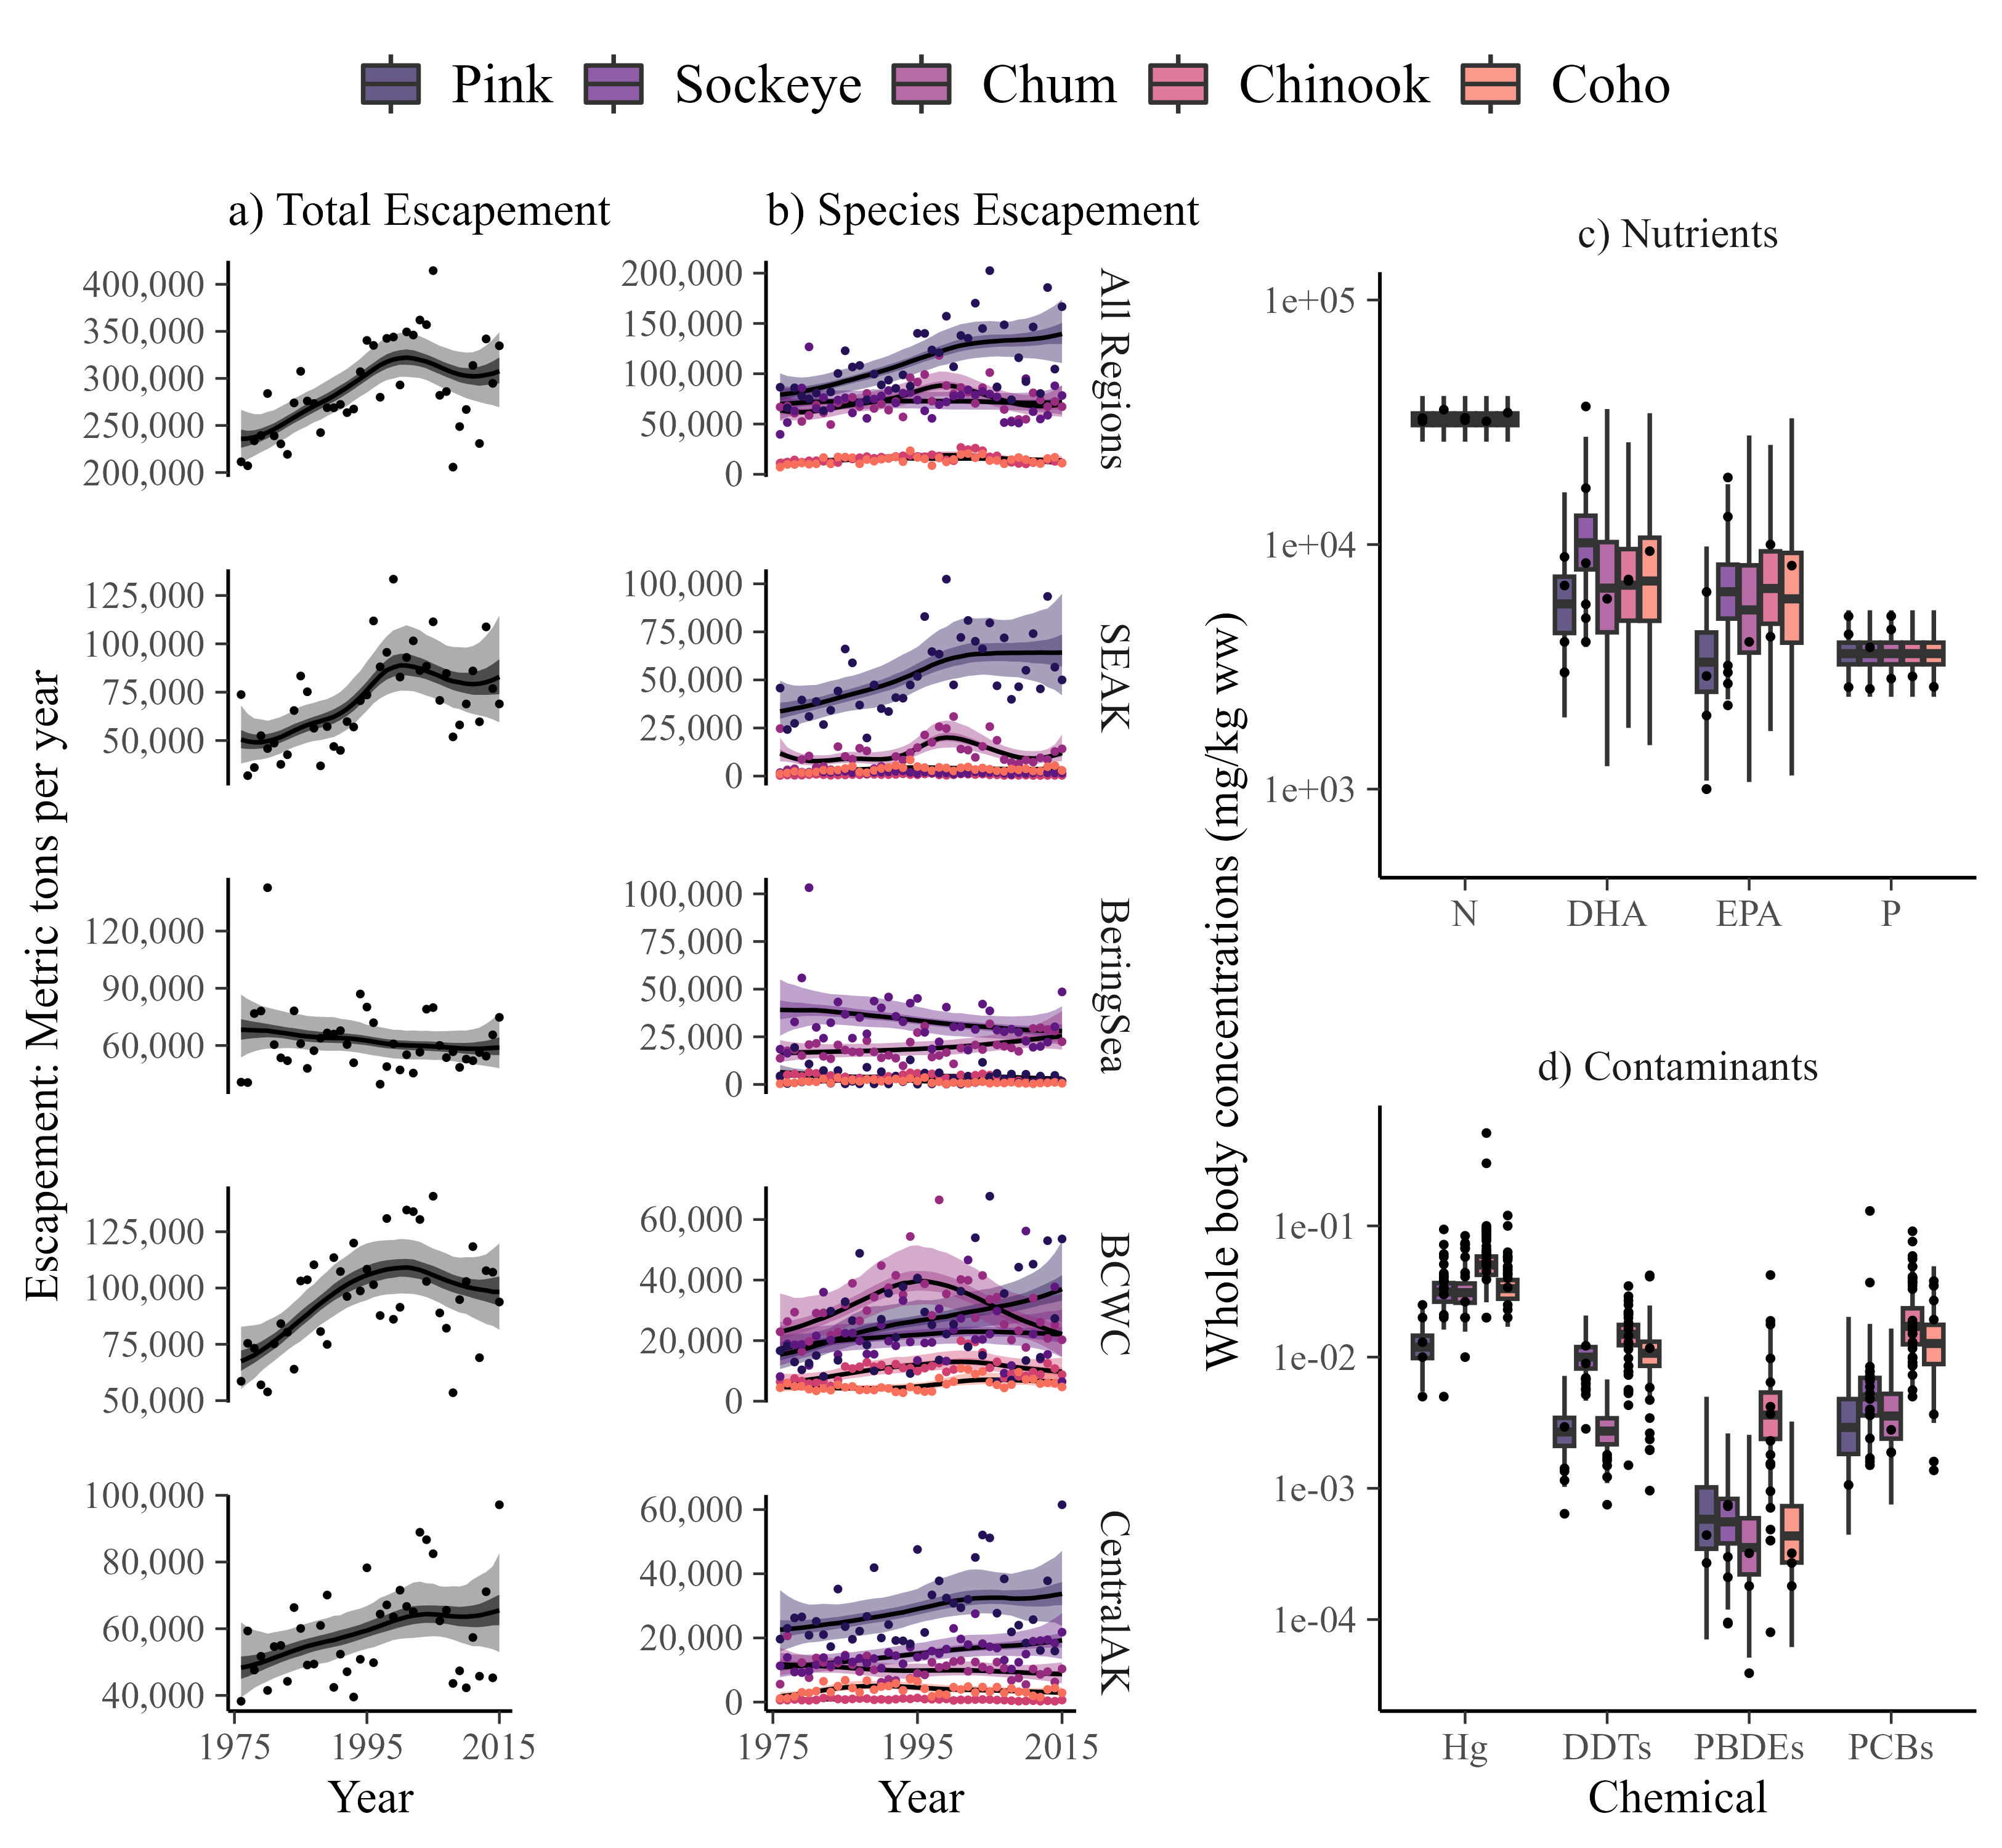 Pink Sockeye Chum Chinook Coho
a) Total Escapement
b) Species Escapement
c) Nutrients
d) Contaminants
Escapement: Metric tons per year
400,000
350,000
300,000
250,000
200,000
125,000
100,000
75,000
50,000
120,000
90,000
60,000
125,000
100,000
75,000
50,000
100,000
80,000
60,000
40,000
1975 1995 2015
Year
200,000
150,000
100,000
50,000
0
All Regions
100,000
75,000
50,000
25,000
0
SEAK
100,000
75,000
50,000
25,000
0
BeringSea
60,000
40,000
20,000
0
BCWC
60,000
40,000
20,000
0
CentralAK
1975 1995 2015
Year
Whole body concentrations (mg/kg ww)
1e+05
1e+04
1e+03
N DHA EPA P
1e-01
1e-02
1e-03
1e-04
Hg DDTs PBDEs PCBs
Chemical